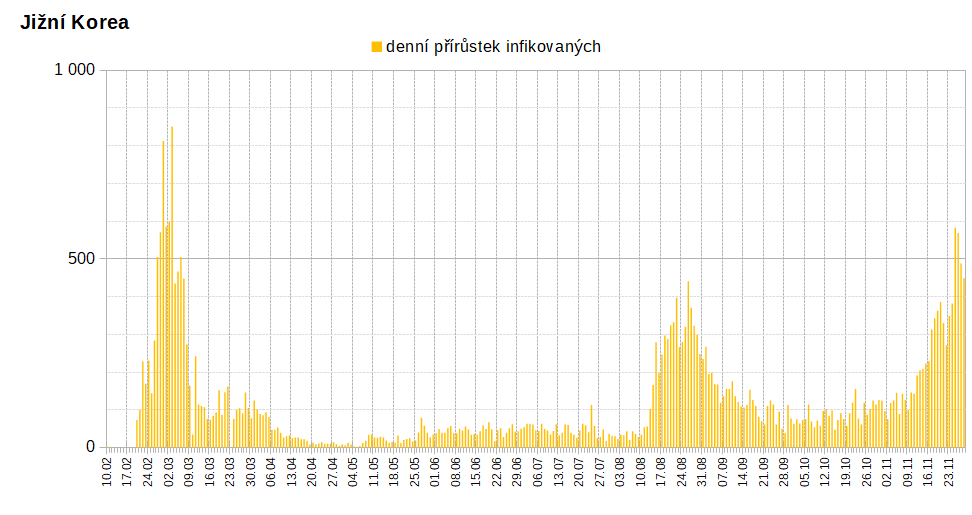 Jižní Korea
denní přírůstek infikovaných
1 000
500
0
10.02 17.02 24.02 02.03 09.03 16.03 23.03 30.03 06.04 13.04 20.04 27.04 04.05 11.05 18.05 25.05 01.06 08.06 15.06 22.06 29.06 06.07 13.07 20.07 27.07 03.08 10.08 17.08 24.08 31.08 07.09 14.09 21.09 28.09 05.10 12.10 19.10 26.10 02.11 09.11 16.11 23.11